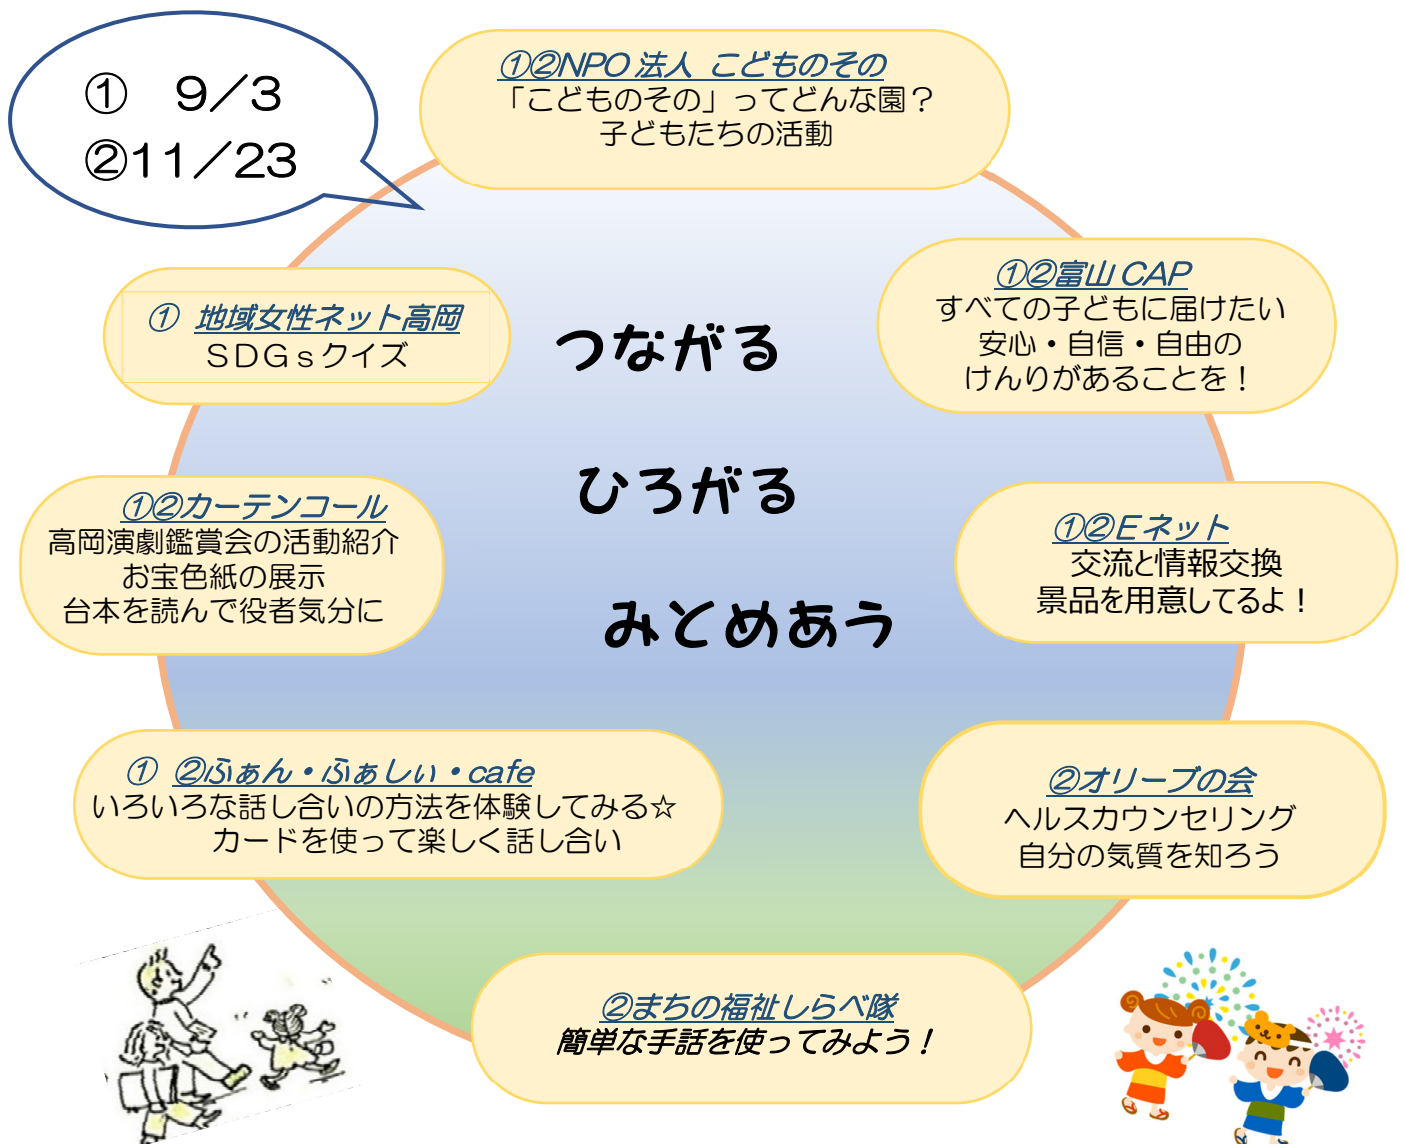 ① 9/3
②11/23
①②NPO法人 こどものその
「こどものその」ってどんな園？
子どもたちの活動
① 地域女性ネット高岡
ＳＤＧｓクイズ
①②富山CAP
すべての子どもに届けたい
安心・自信・自由の
けんりがあることを！
つながる
ひろがる
みとめあう
①②カーテンコール
高岡演劇鑑賞会の活動紹介
お宝色紙の展示
台本を読んで役者気分に
①②Ｅネット
交流と情報交換
景品を用意してるよ！
① ②ふぁん・ふぁしぃ・cafe
いろいろな話し合いの方法を体験してみる☆
カードを使って楽しく話し合い
②オリーブの会
ヘルスカウンセリング
自分の気質を知ろう
②まちの福祉しらべ隊
簡単な手話を使ってみよう！